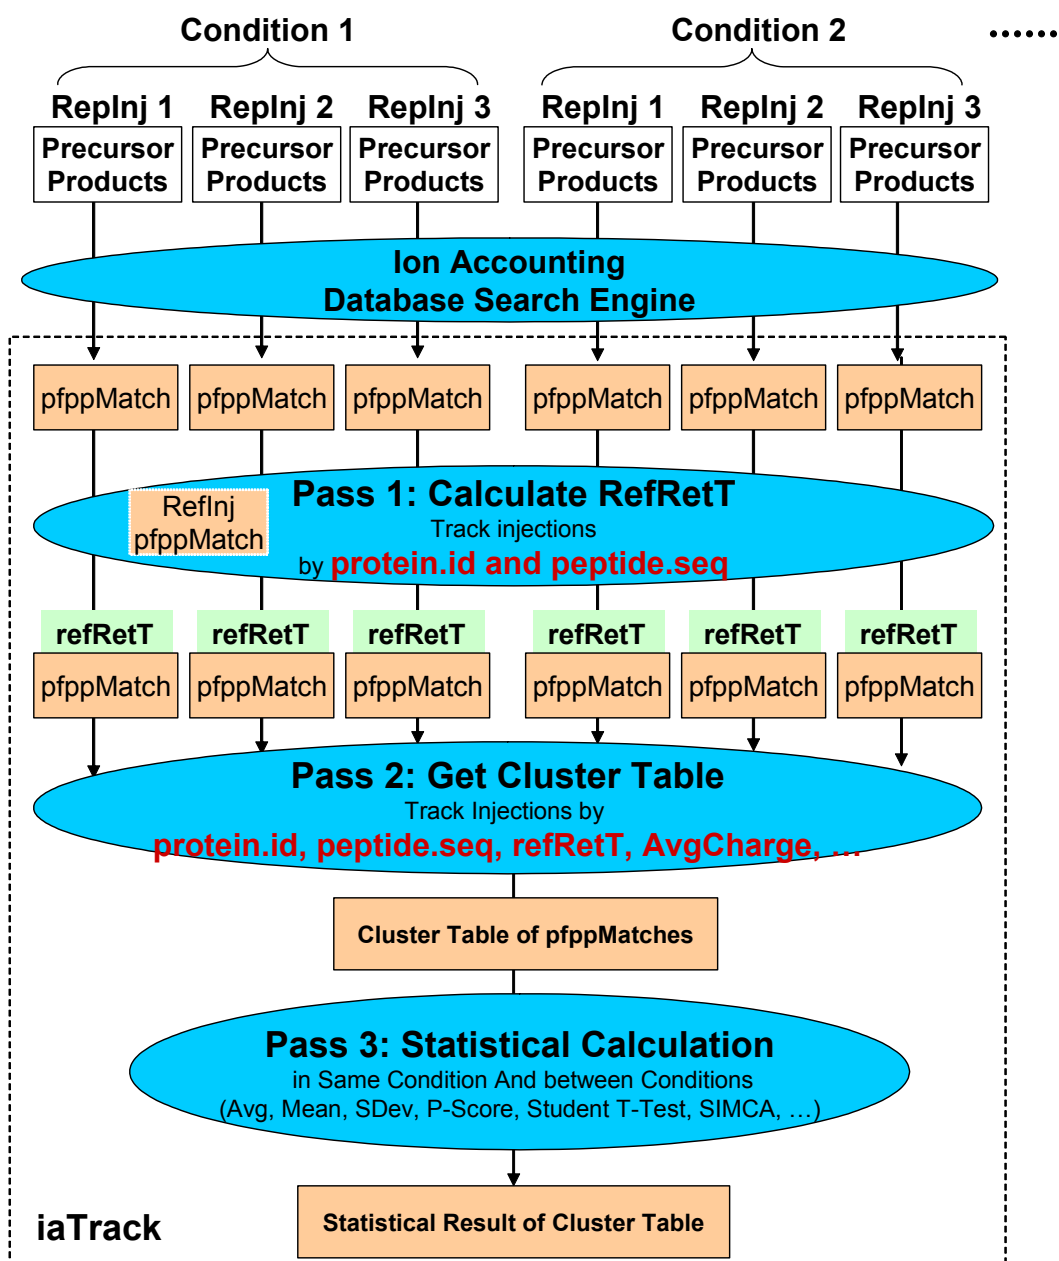 Condition 1 Condition 2 ......
RepInj 1 RepInj 2 RepInj 3 RepInj 1 RepInj 2 RepInj 3
Precursor Precursor Precursor Precursor Precursor Precursor
Products Products Products Products Products Products
Ion Accounting
Database Search Engine
pfppMatch pfppMatch pfppMatch pfppMatch pfppMatch pfppMatch
RefInj
pfppMatch
Pass 1: Calculate RefRetT
Track injections
by protein.id and peptide.seq
refRetT refRetT refRetT refRetT refRetT refRetT
pfppMatch pfppMatch pfppMatch pfppMatch pfppMatch pfppMatch
Pass 2: Get Cluster Table
Track Injections by
protein.id, peptide.seq, refRetT, AvgCharge, ...
Cluster Table of pfppMatches
Pass 3: Statistical Calculation
in Same Condition And between Conditions
(Avg, Mean, SDev, P-Score, Student T-Test, SIMCA, …)
Statistical Result of Cluster Table
iaTrack